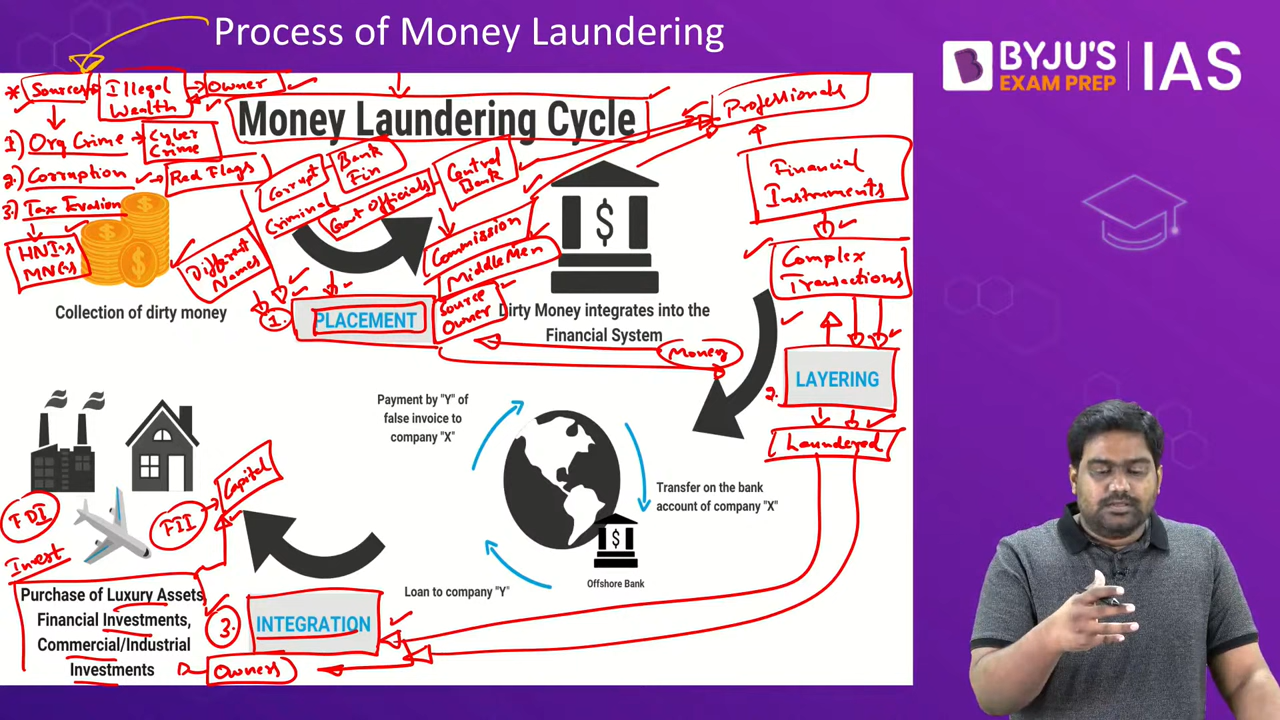 Process of Money Laundering
BYJU'S
EXAM PREP
IAS
* Sources
Illegal
Wealth
Owner
Money Laundering Cycle
Professionals
1) Org Crime
Cyber
Crime
2) Corruption
Red Flags
3) Tax Evasion
HNI-s
MNC-s
Corrupt
Bank
Fin
Criminal
Govt Officials
Central
Bank
Different
Names
Commission
Middle Men
Source
Owner
Financial
Instruments
Complex
Transactions
Collection of dirty money
1.
PLACEMENT
Dirty Money integrates into the
Financial System
Money
2.
LAYERING
Laundered
Payment by "Y" of
false invoice to
company "X"
Transfer on the bank
account of company "X"
Offshore Bank
Loan to company "Y"
Capital
FDI
FII
Invest
Purchase of Luxury Assets,
Financial Investments,
Commercial/Industrial
Investments
3.
INTEGRATION
Owners